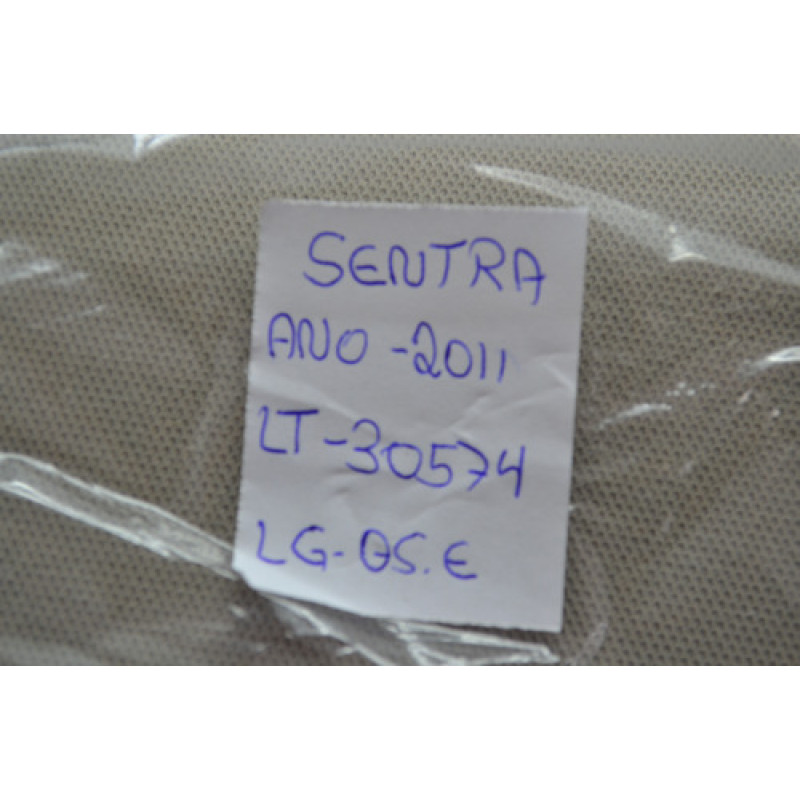 SENTRA
ANO -2011
LT-30574
LG-05.E